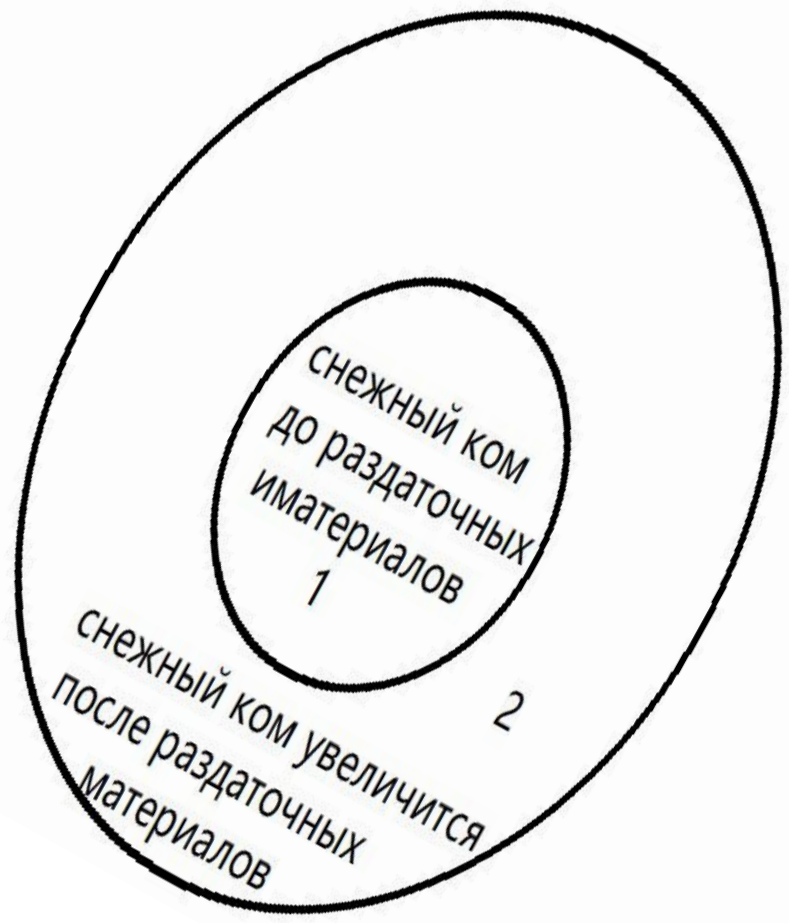 снежный ком
до раздаточных
иматериалов
1
2
снежный ком увеличится
после раздаточных
материалов